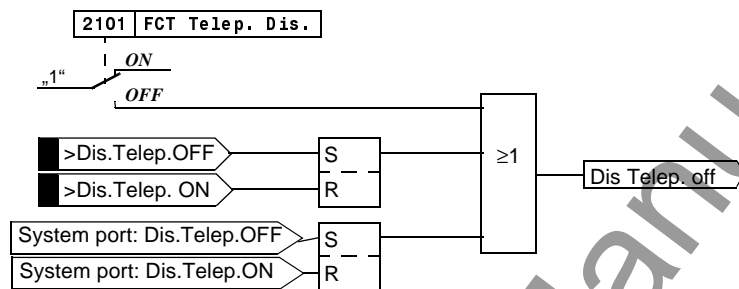 2101 FCT Telep. Dis.
ON
„1“
OFF
>Dis.Telep.OFF
S
≥1
Dis Telep. off
>Dis.Telep. ON
R
System port: Dis.Telep.OFF
S
System port: Dis.Telep.ON
R